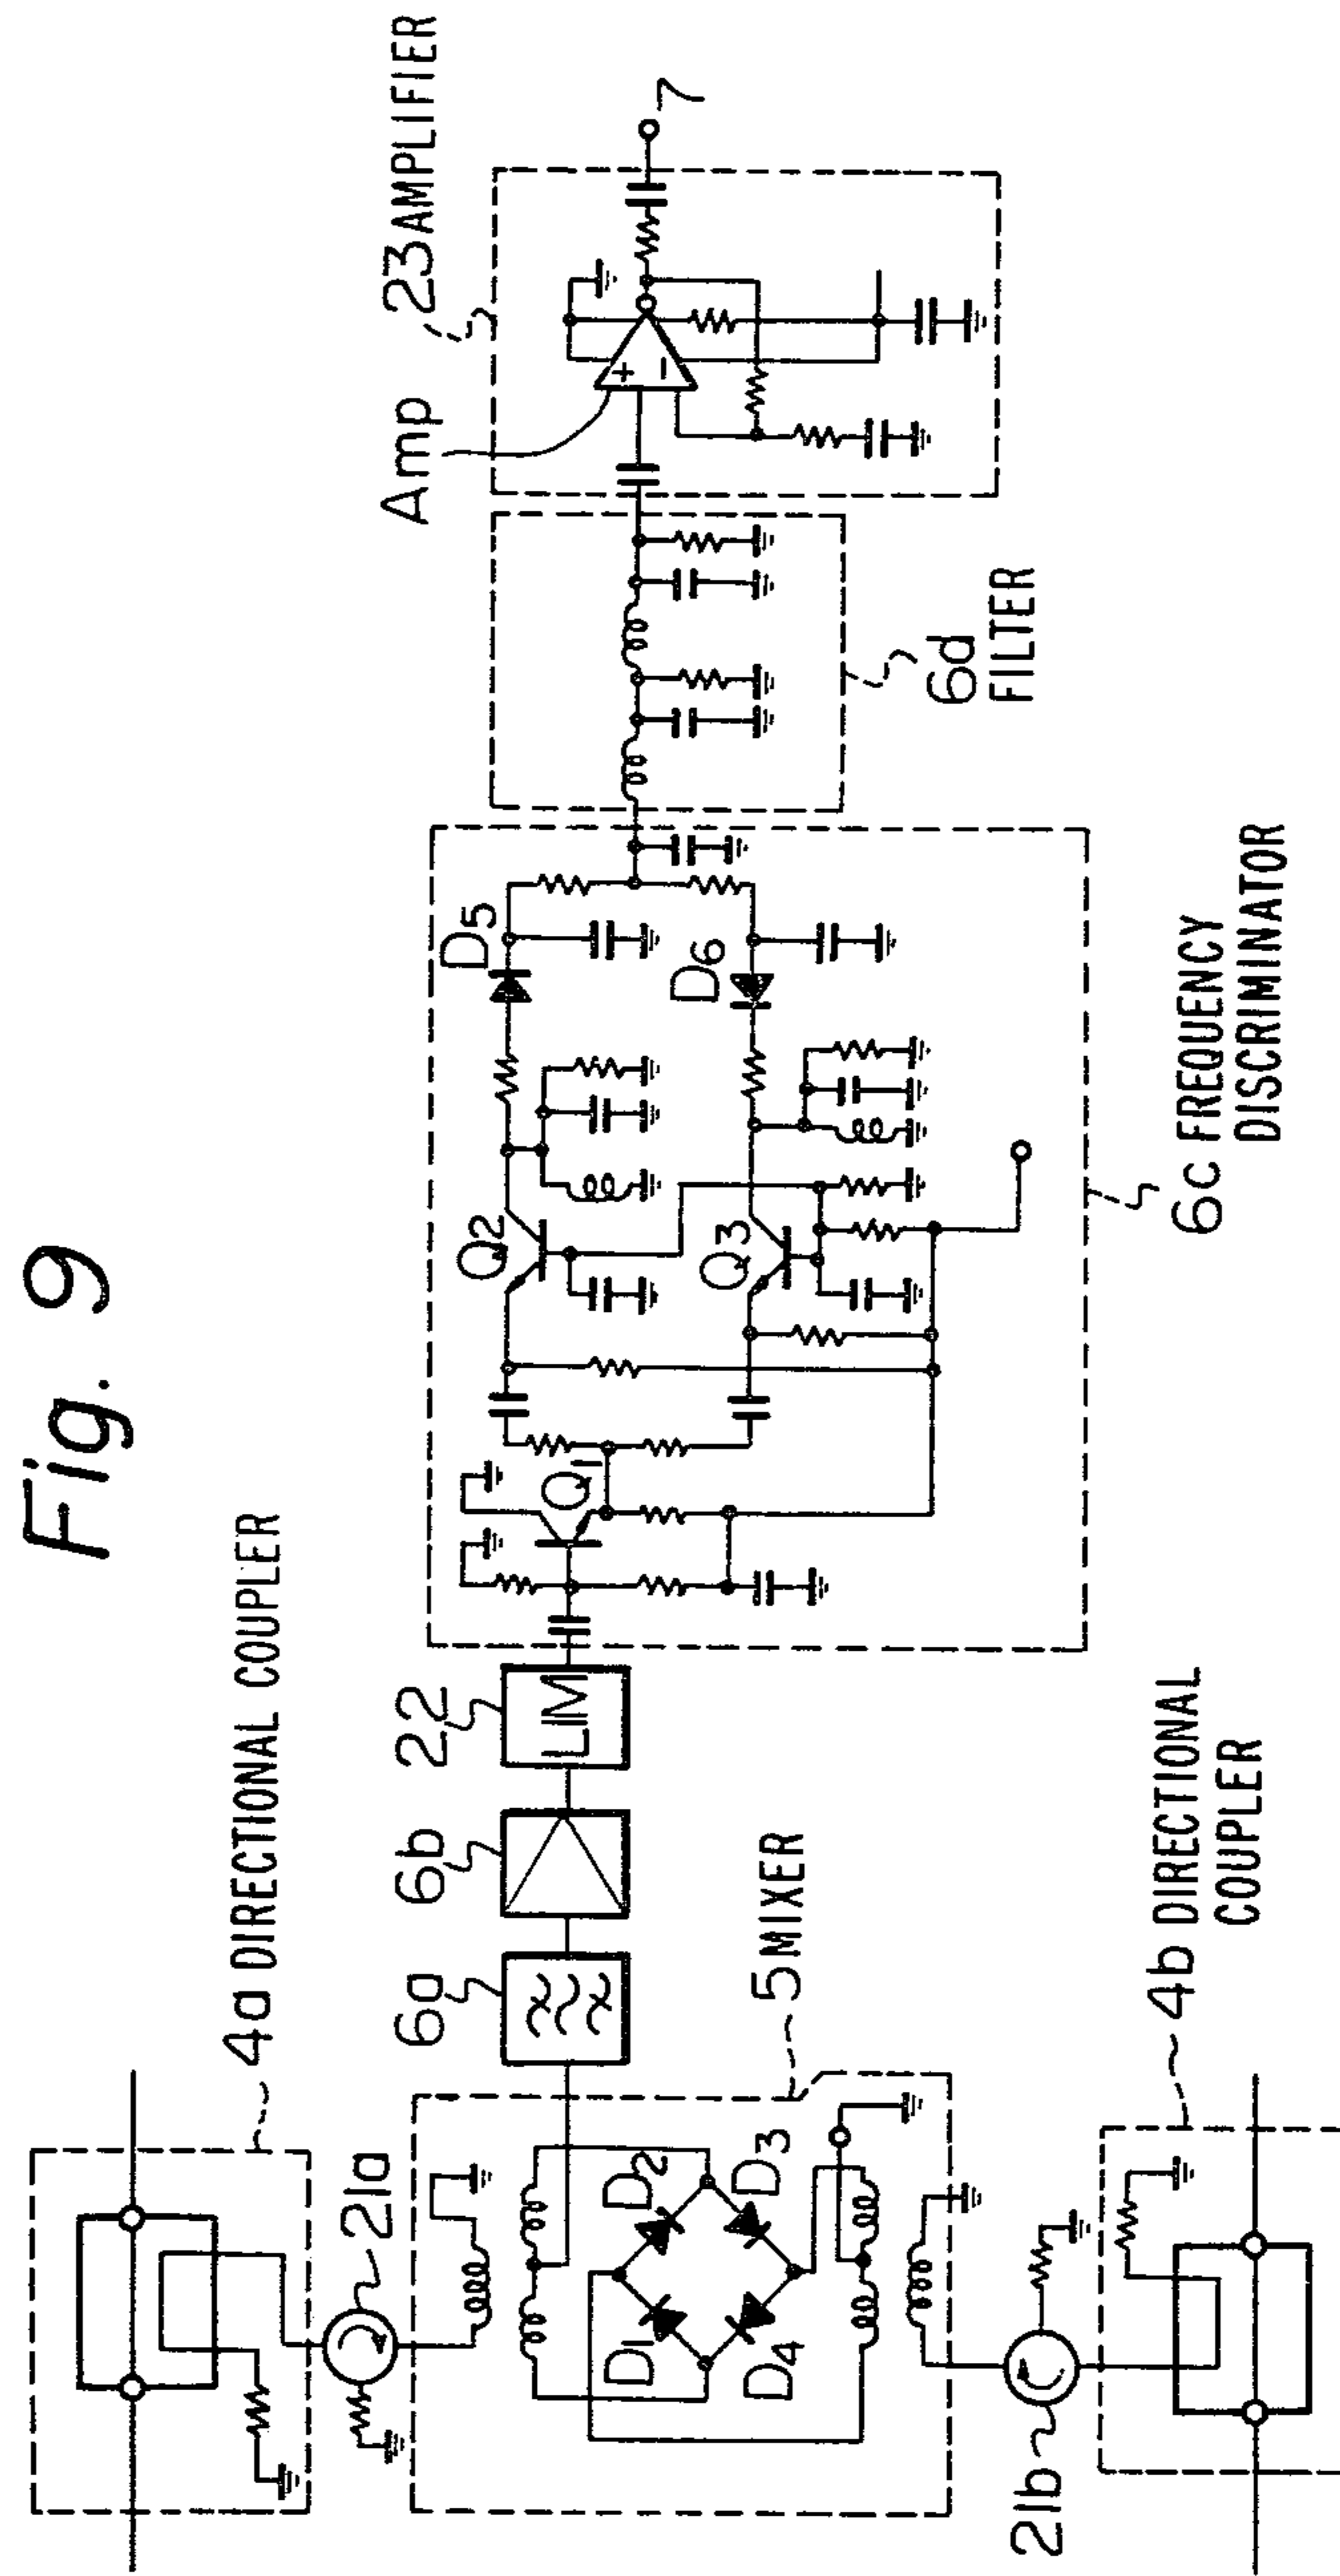 Fig. 9
4a DIRECTIONAL COUPLER
21a
5 MIXER
D1
D2
D3
D4
21b
4b DIRECTIONAL
COUPLER
6a
6b
22
LIM
Q1
Q2
Q3
D5
D6
6c FREQUENCY
DISCRIMINATOR
6d
FILTER
Amp
+
−
23 AMPLIFIER
7